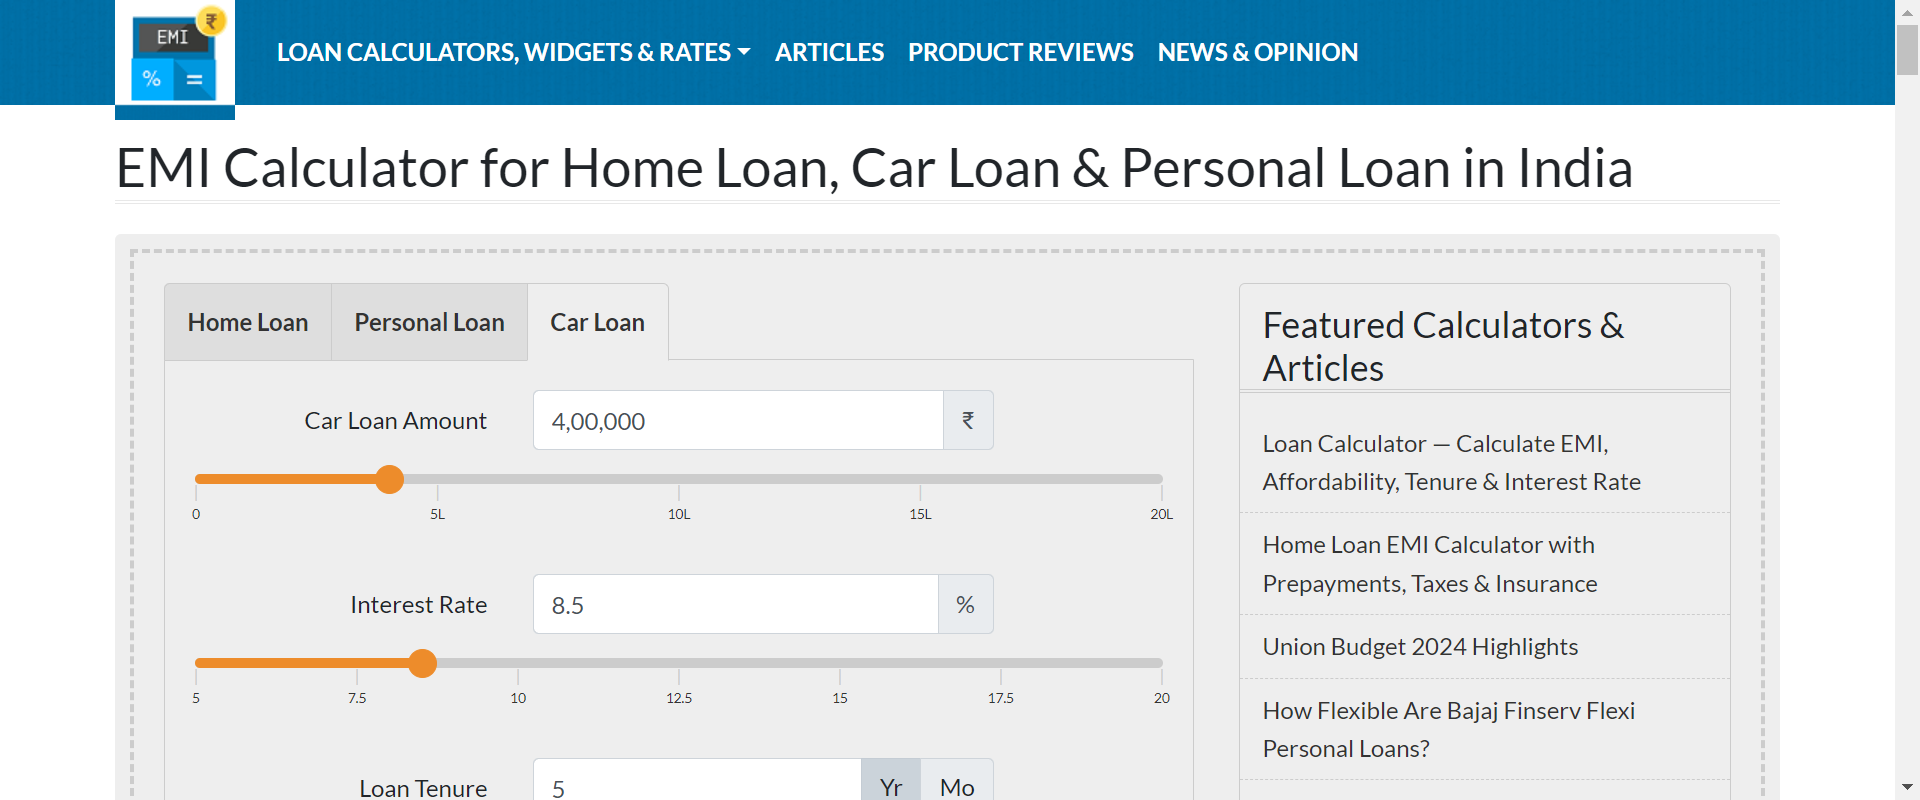 EMI
₹
%
=
LOAN CALCULATORS, WIDGETS & RATES
ARTICLES
PRODUCT REVIEWS
NEWS & OPINION
EMI Calculator for Home Loan, Car Loan & Personal Loan in India
Home Loan
Personal Loan
Car Loan
Car Loan Amount
4,00,000
₹
0
5L
10L
15L
20L
Interest Rate
8.5
%
5
7.5
10
12.5
15
17.5
20
Loan Tenure
5
Yr
Mo
Featured Calculators &
Articles
Loan Calculator — Calculate EMI,
Affordability, Tenure & Interest Rate
Home Loan EMI Calculator with
Prepayments, Taxes & Insurance
Union Budget 2024 Highlights
How Flexible Are Bajaj Finserv Flexi
Personal Loans?